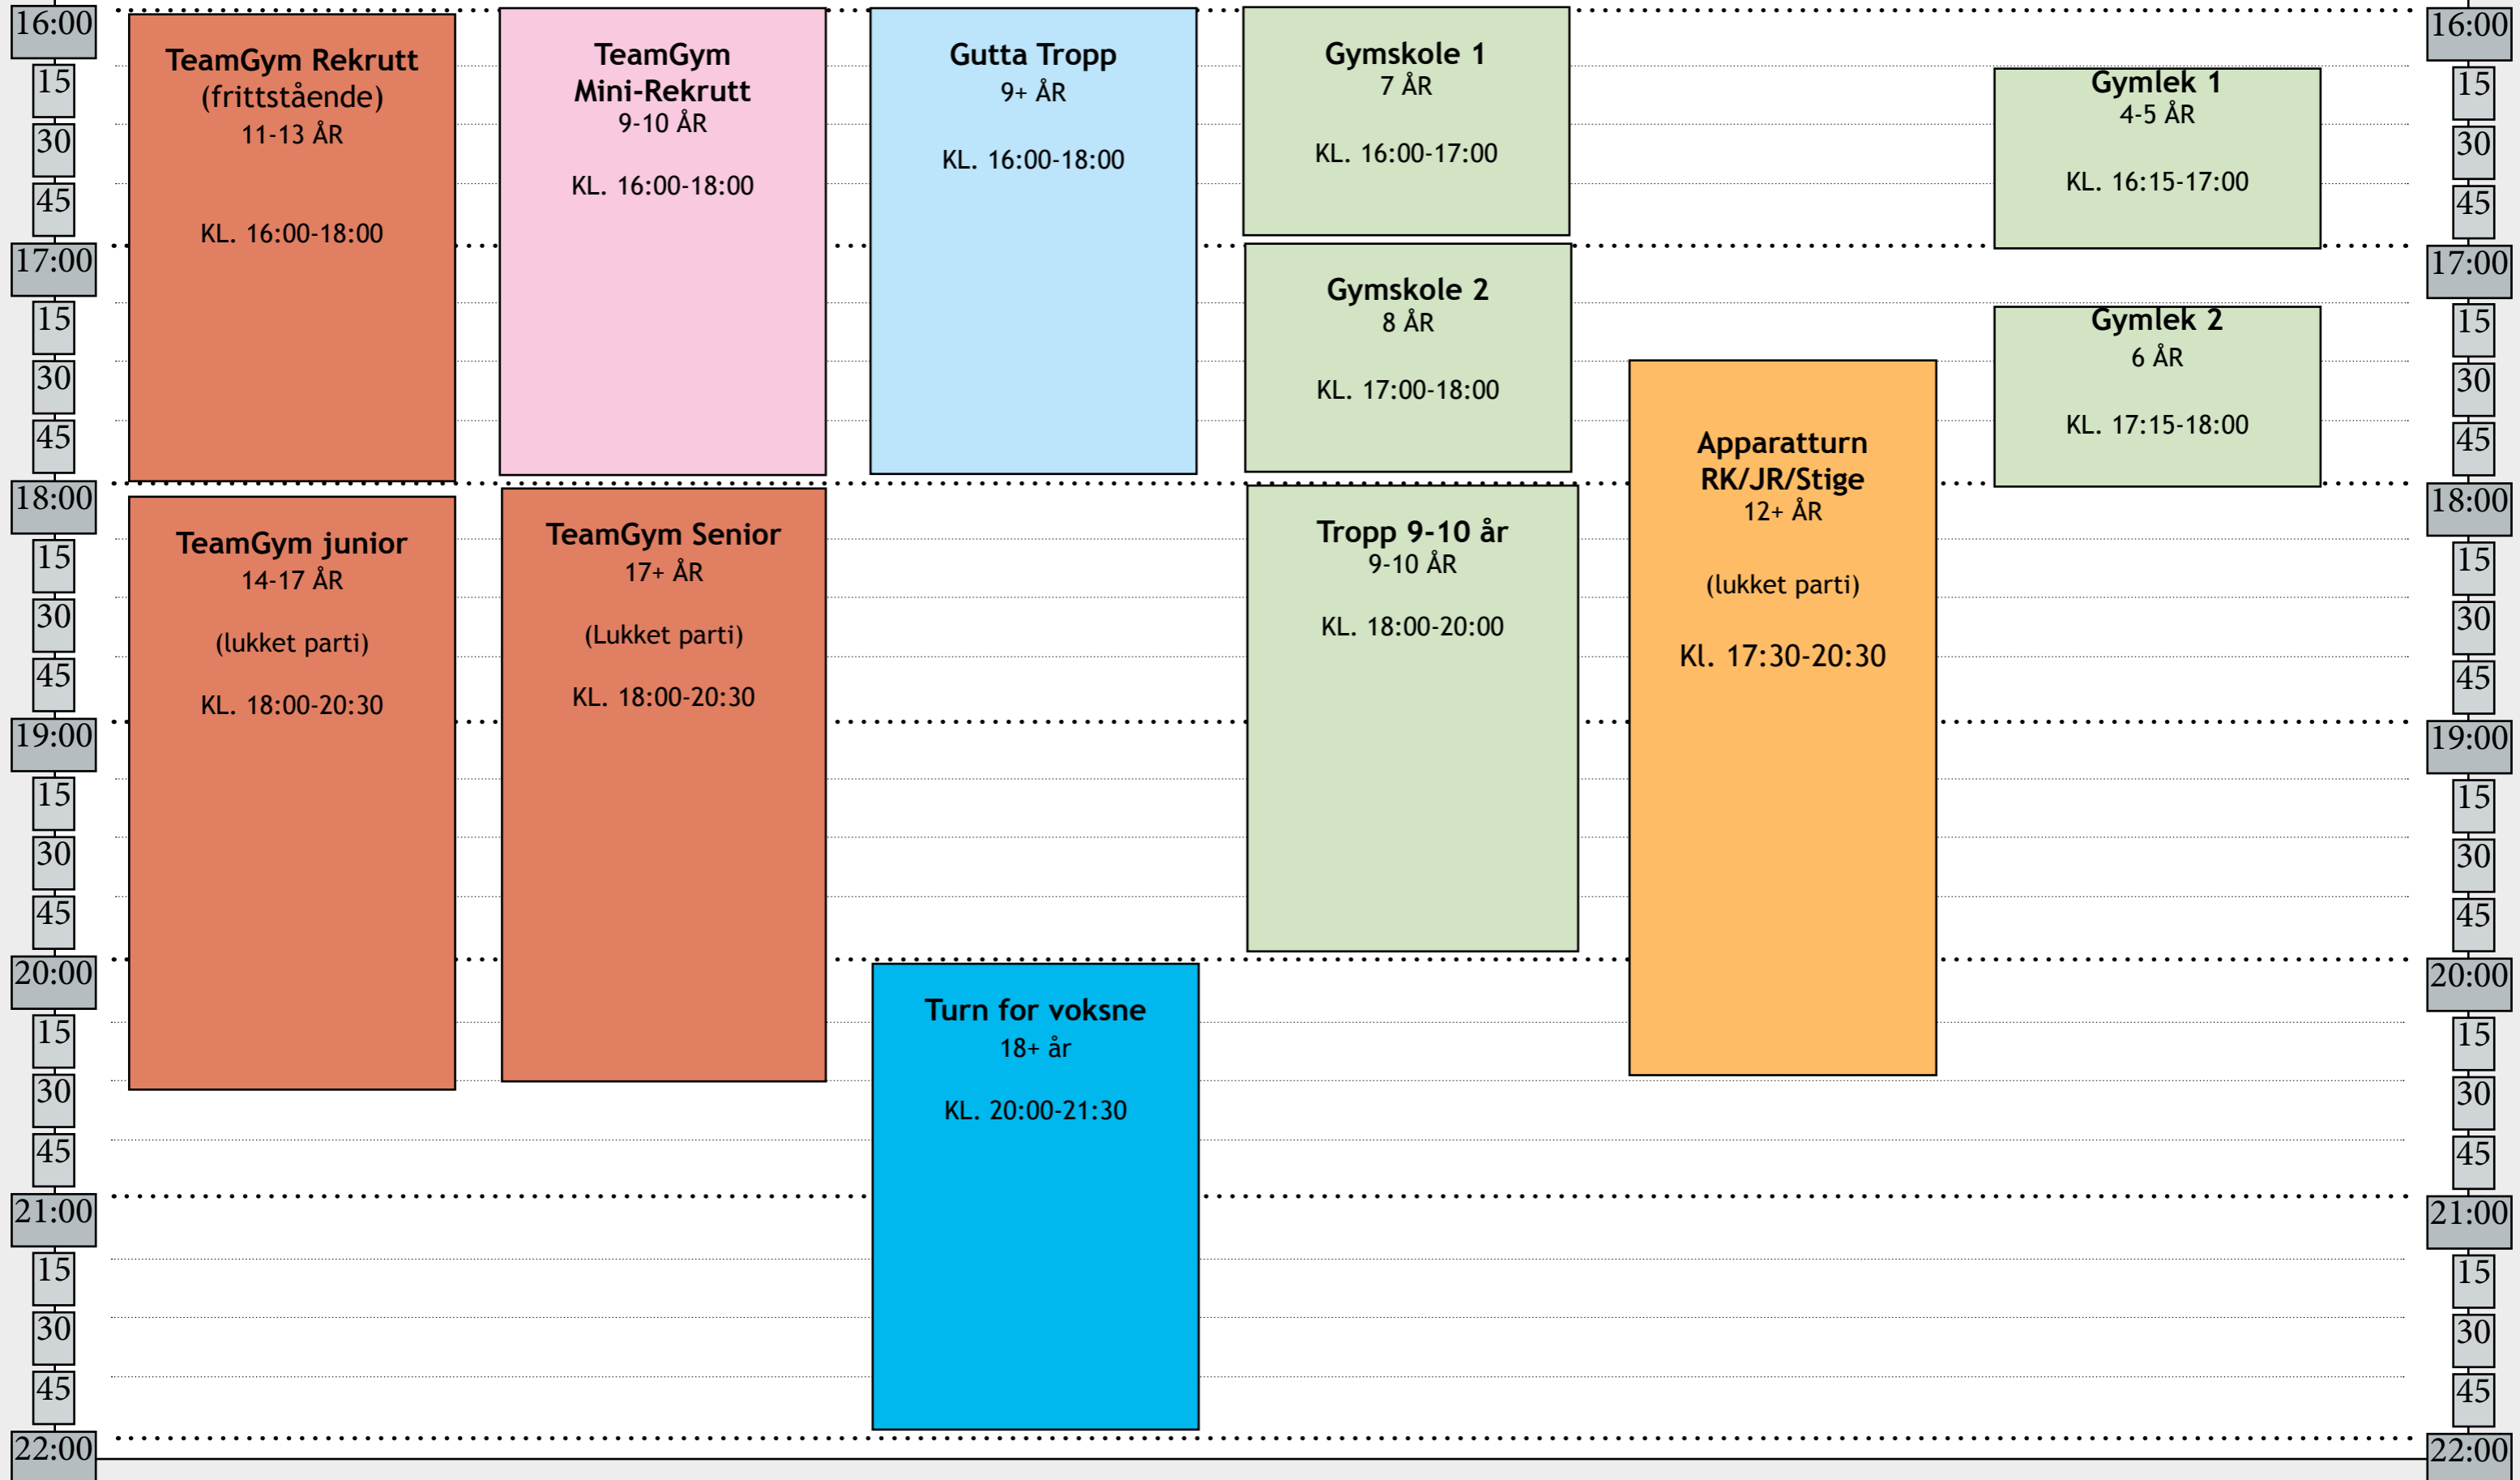 16:00
15
30
45
17:00
15
30
45
18:00
15
30
45
19:00
15
30
45
20:00
15
30
45
21:00
15
30
45
22:00
TeamGym Rekrutt
(frittstående)
11-13 ÅR
KL. 16:00-18:00
TeamGym junior
14-17 ÅR
(lukket parti)
KL. 18:00-20:30
TeamGym
Mini-Rekrutt
9-10 ÅR
KL. 16:00-18:00
TeamGym Senior
17+ ÅR
(Lukket parti)
KL. 18:00-20:30
Gutta Tropp
9+ ÅR
KL. 16:00-18:00
Turn for voksne
18+ år
KL. 20:00-21:30
Gymskole 1
7 ÅR
KL. 16:00-17:00
Gymskole 2
8 ÅR
KL. 17:00-18:00
Tropp 9-10 år
9-10 ÅR
KL. 18:00-20:00
Apparatturn
RK/JR/Stige
12+ ÅR
(lukket parti)
Kl. 17:30-20:30
Gymlek 1
4-5 ÅR
KL. 16:15-17:00
Gymlek 2
6 ÅR
KL. 17:15-18:00
16:00
15
30
45
17:00
15
30
45
18:00
15
30
45
19:00
15
30
45
20:00
15
30
45
21:00
15
30
45
22:00